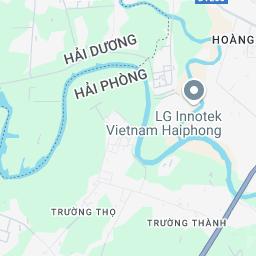 HOÀNG
HẢI DƯƠNG
HẢI PHÒNG
LG Innotek
Vietnam Haiphong
TRƯỜNG THỌ
TRƯỜNG THÀNH